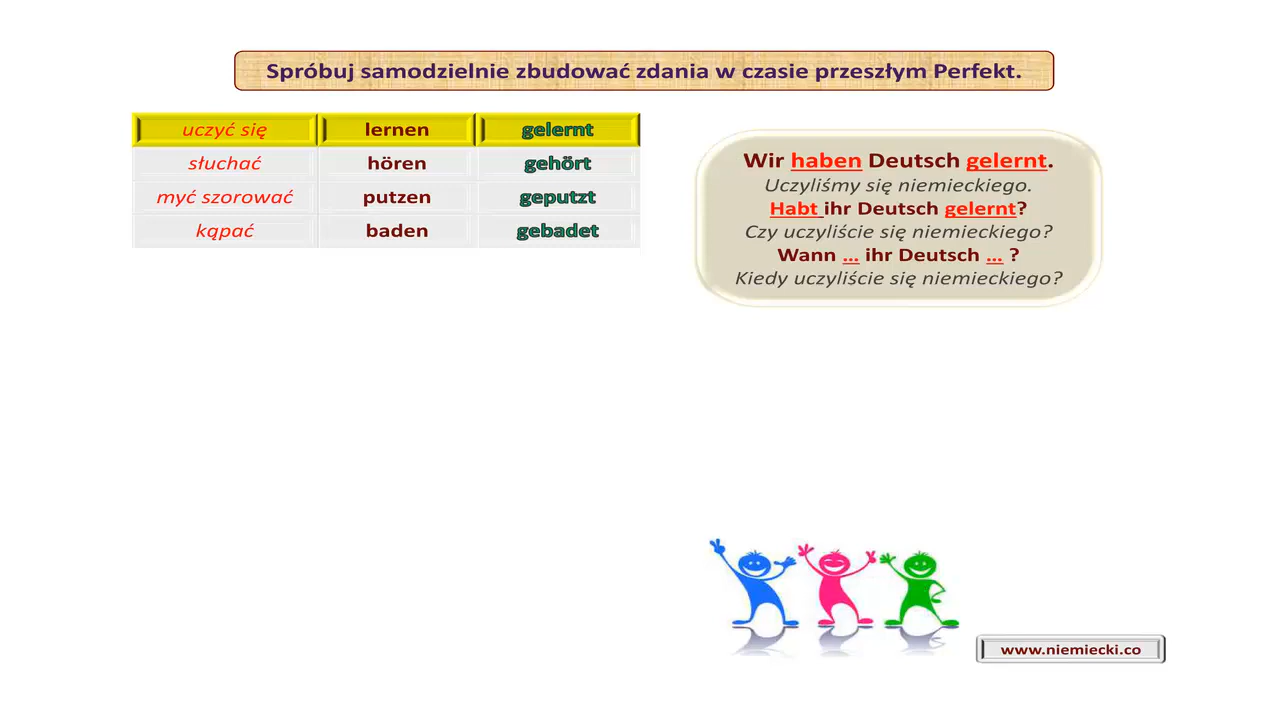 Spróbuj samodzielnie zbudować zdania w czasie przeszłym Perfekt.
uczyć się lernen gelernt
słuchać hören gehört
myć szorować putzen geputzt
kąpać baden gebadet
Wir haben Deutsch gelernt.
Uczyliśmy się niemieckiego.
Habt ihr Deutsch gelernt?
Czy uczyliście się niemieckiego?
Wann ... ihr Deutsch ... ?
Kiedy uczyliście się niemieckiego?
www.niemiecki.co